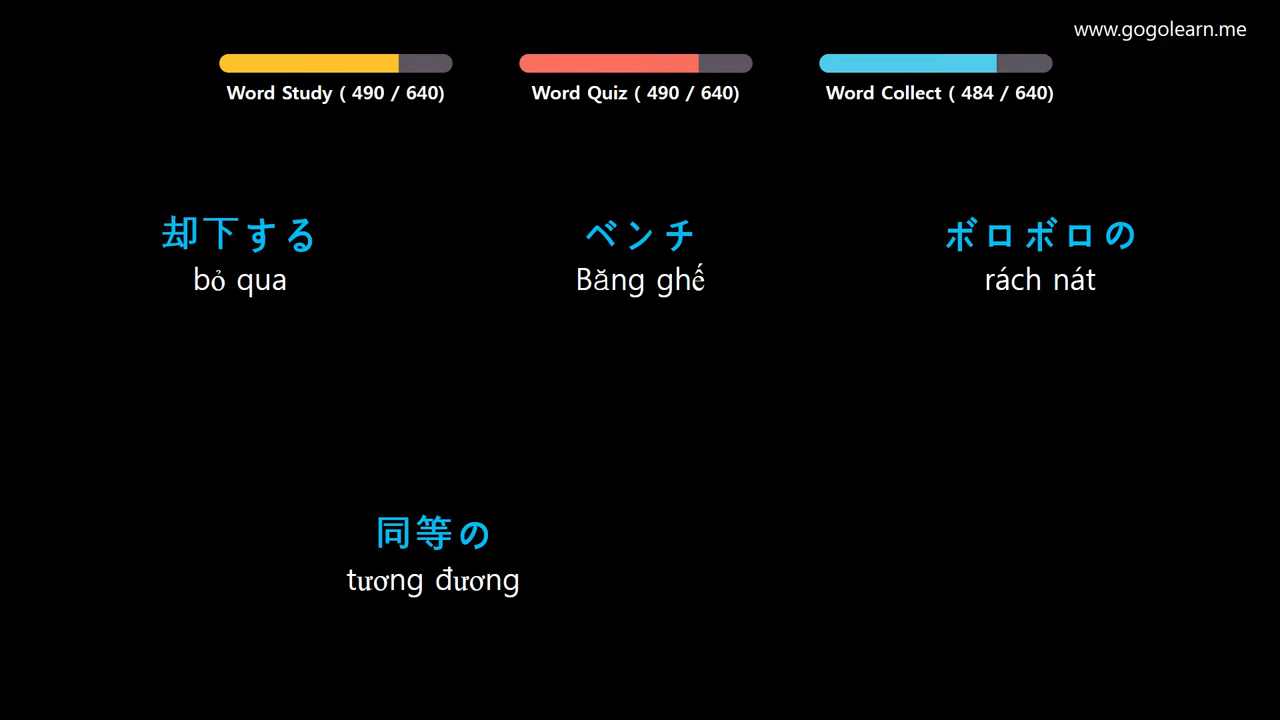 www.gogolearn.me
Word Study ( 490 / 640)
Word Quiz ( 490 / 640)
Word Collect ( 484 / 640)
却下する
bỏ qua
ベンチ
Băng ghế
ボロボロの
rách nát
同等の
tương đương